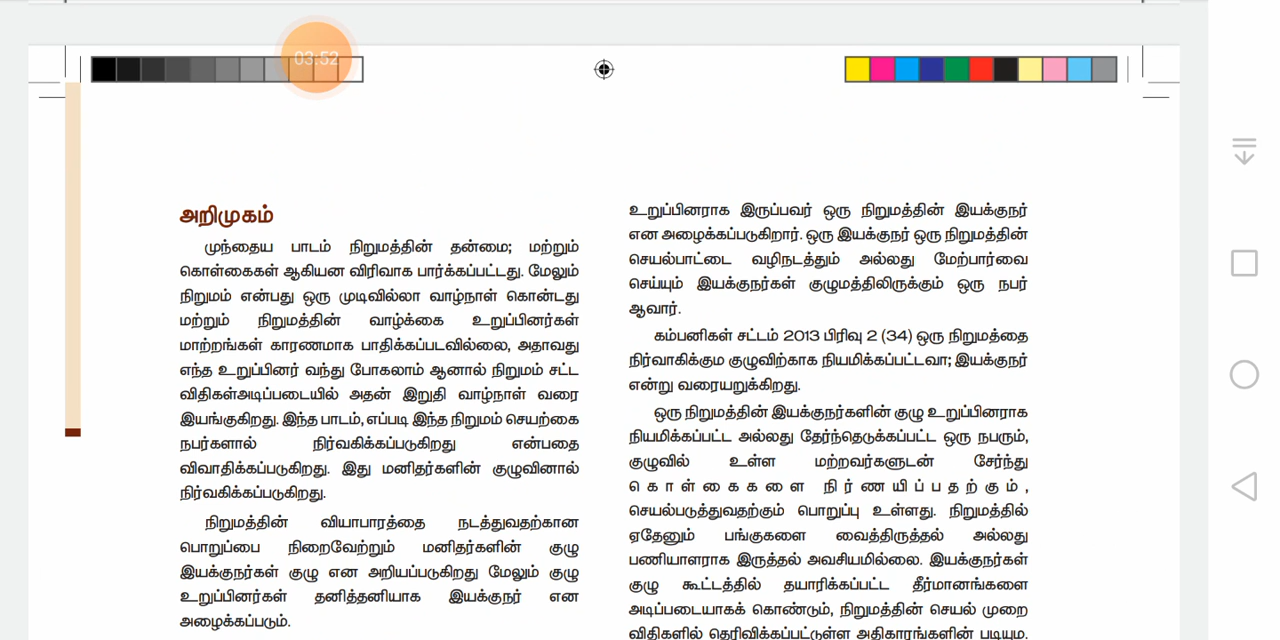 03:52
அறிமுகம்
முந்தைய பாடம் நிறுமத்தின் தன்மை; மற்றும்
கொள்கைகள் ஆகியன விரிவாக பார்க்கப்பட்டது. மேலும்
நிறுமம் என்பது ஒரு முடிவில்லா வாழ்நாள் கொன்டது
மற்றும் நிறுமத்தின் வாழ்க்கை உறுப்பினர்கள்
மாற்றங்கள் காரணமாக பாதிக்கப்படவில்லை, அதாவது
எந்த உறுப்பினர் வந்து போகலாம் ஆனால் நிறுமம் சட்ட
விதிகள்அடிப்படையில் அதன் இறுதி வாழ்நாள் வரை
இயங்குகிறது. இந்த பாடம், எப்படி இந்த நிறுமம் செயற்கை
நபர்களால் நிர்வகிக்கப்படுகிறது என்பதை
விவாதிக்கப்படுகிறது. இது மனிதர்களின் குழுவினால்
நிர்வகிக்கப்படுகிறது.
நிறுமத்தின் வியாபாரத்தை நடத்துவதற்கான
பொறுப்பை நிறைவேற்றும் மனிதர்களின் குழு
இயக்குநர்கள் குழு என அறியப்படுகிறது மேலும் குழு
உறுப்பினர்கள் தனித்தனியாக இயக்குநர் என
அழைக்கப்படும்.
உறுப்பினராக இருப்பவர் ஒரு நிறுமத்தின் இயக்குநர்
என அழைக்கப்படுகிறார். ஒரு இயக்குநர் ஒரு நிறுமத்தின்
செயல்பாட்டை வழிநடத்தும் அல்லது மேற்பார்வை
செய்யும் இயக்குநர்கள் குழுமத்திலிருக்கும் ஒரு நபர்
ஆவார்.
கம்பனிகள் சட்டம் 2013 பிரிவு 2 (34) ஒரு நிறுமத்தை
நிர்வாகிக்கும குழுவிற்காக நியமிக்கப்பட்டவா; இயக்குநர்
என்று வரையறுக்கிறது.
ஒரு நிறுமத்தின் இயக்குநர்களின் குழு உறுப்பினராக
நியமிக்கப்பட்ட அல்லது தேர்ந்தெடுக்கப்பட்ட ஒரு நபரும்,
குழுவில் உள்ள மற்றவர்களுடன் சேர்ந்து
கொள்கைகளை நிர்ணயிப்பதற்கும்,
செயல்படுத்துவதற்கும் பொறுப்பு உள்ளது. நிறுமத்தில்
ஏதேனும் பங்குகளை வைத்திருத்தல் அல்லது
பணியாளராக இருத்தல் அவசியமில்லை. இயக்குநர்கள்
குழு கூட்டத்தில் தயாரிக்கப்பட்ட தீர்மானங்களை
அடிப்படையாகக் கொண்டும், நிறுமத்தின் செயல் முறை
விதிகளில் தெரிவிக்கப்பட்டுள்ள அதிகாரங்களின் படியும.